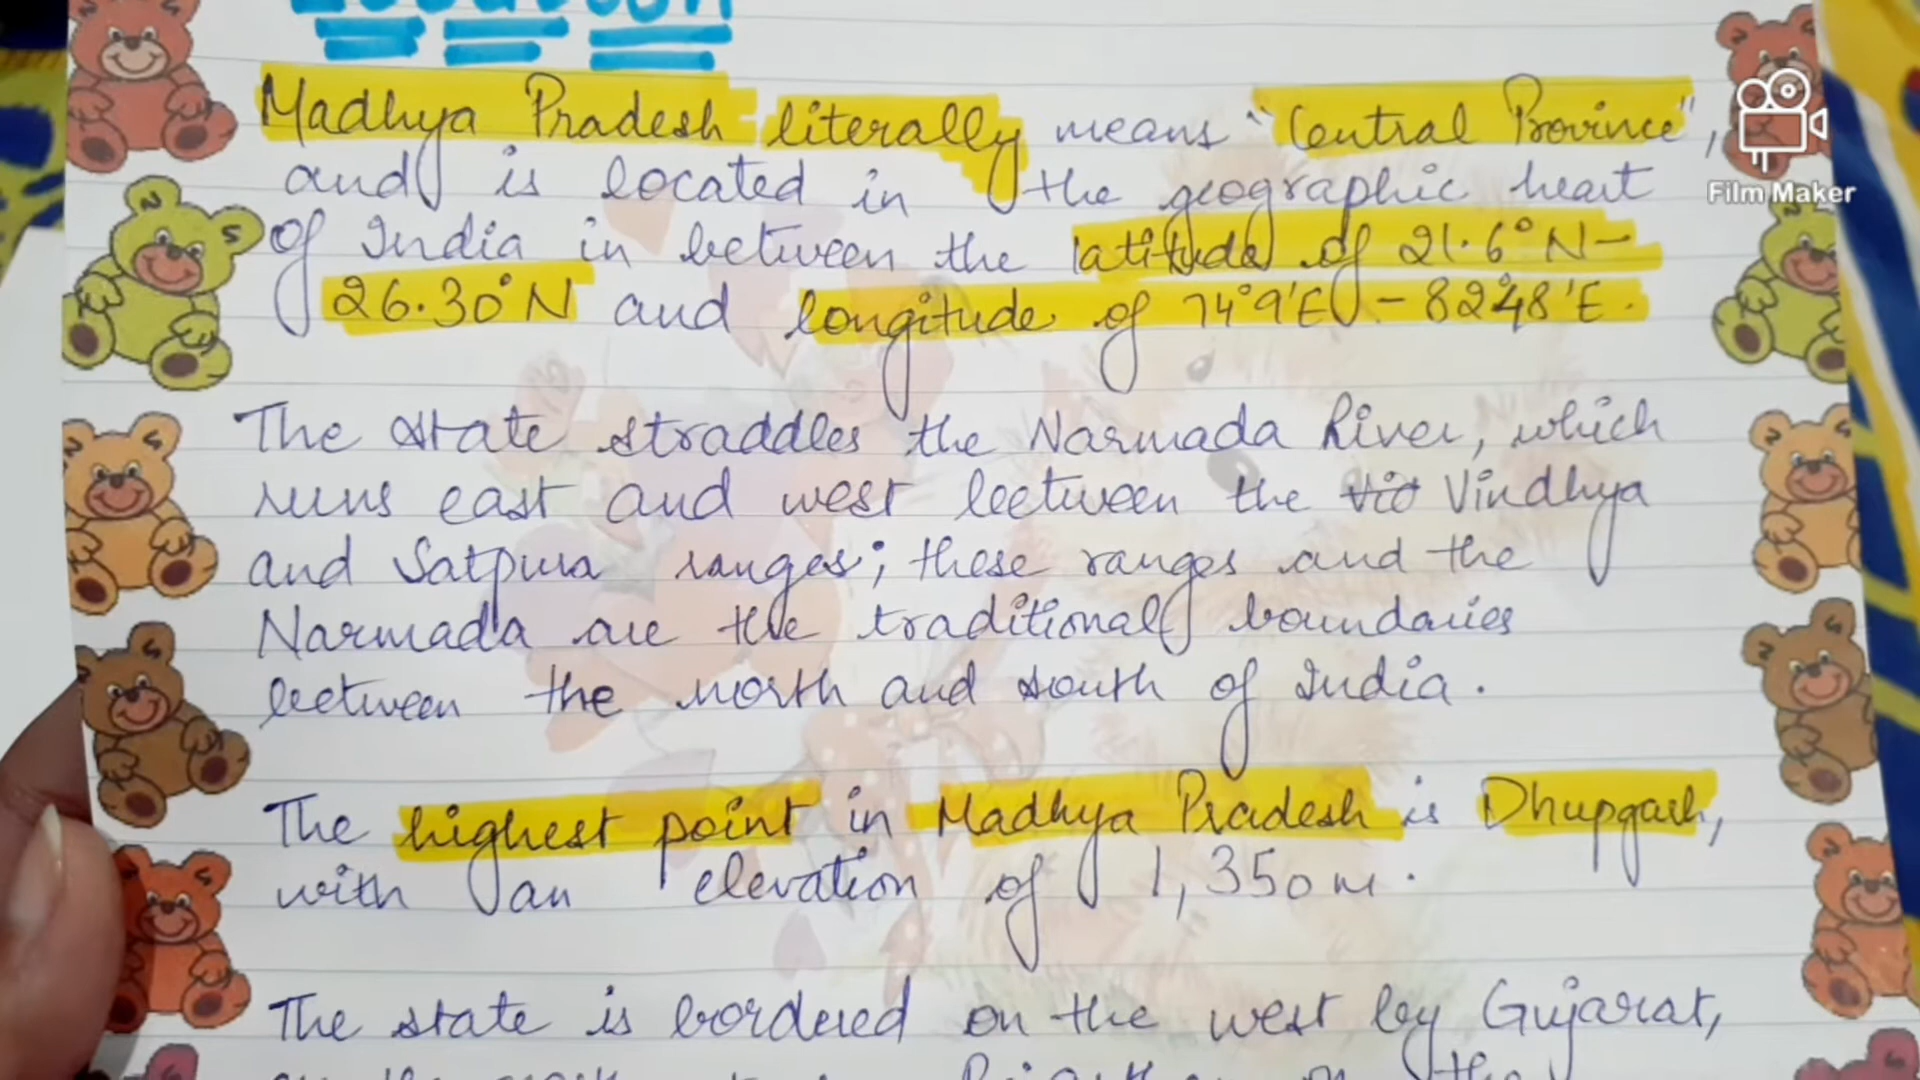 Location
Madhya Pradesh literally means "Central Province",
and is located in the geographic heart
of India in between the latitude of 21.6°N-
26.30°N and longitude of 74°9'E - 82°48'E.
The state straddles the Narmada River, which
runs east and west between the Vindhya
and Satpura ranges; these ranges and the
Narmada are the traditional boundaries
between the north and south of India.
The highest point in Madhya Pradesh is Dhupgarh,
with an elevation of 1,350m.
The state is bordered on the west by Gujarat,
Film Maker